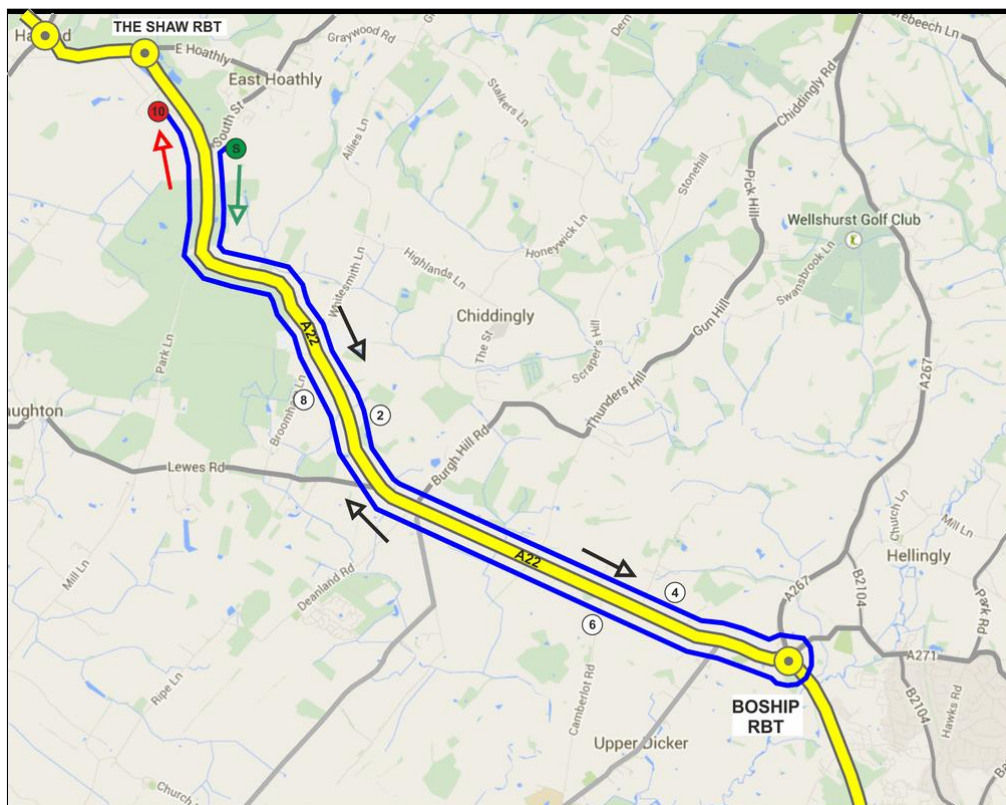 THE SHAW RBT
Graywood Rd
E Hoathly
East Hoathly
10
South St
S
Ailies Ln
Stalkers Ln
Stonehill
Chiddingly Rd
Pick Hill
Wellshurst Golf Club
Swansbrook Ln
Honeywick Ln
Highlands Ln
Whitesmith Ln
Chiddingly
The St
Scraper's Hill
Gun Hill
Thunders Hill
A22
A267
Park Ln
Broomham Ln
8
2
aughton
Lewes Rd
Burgh Hill Rd
A22
Church Ln
Mill Ln
Hellingly
Mill Ln
Deanland Rd
4
6
A267
B2104
Park Rd
A271
Ripe Ln
Camberlot Rd
BOSHIP
RBT
B2104
Hawks Rd
Upper Dicker